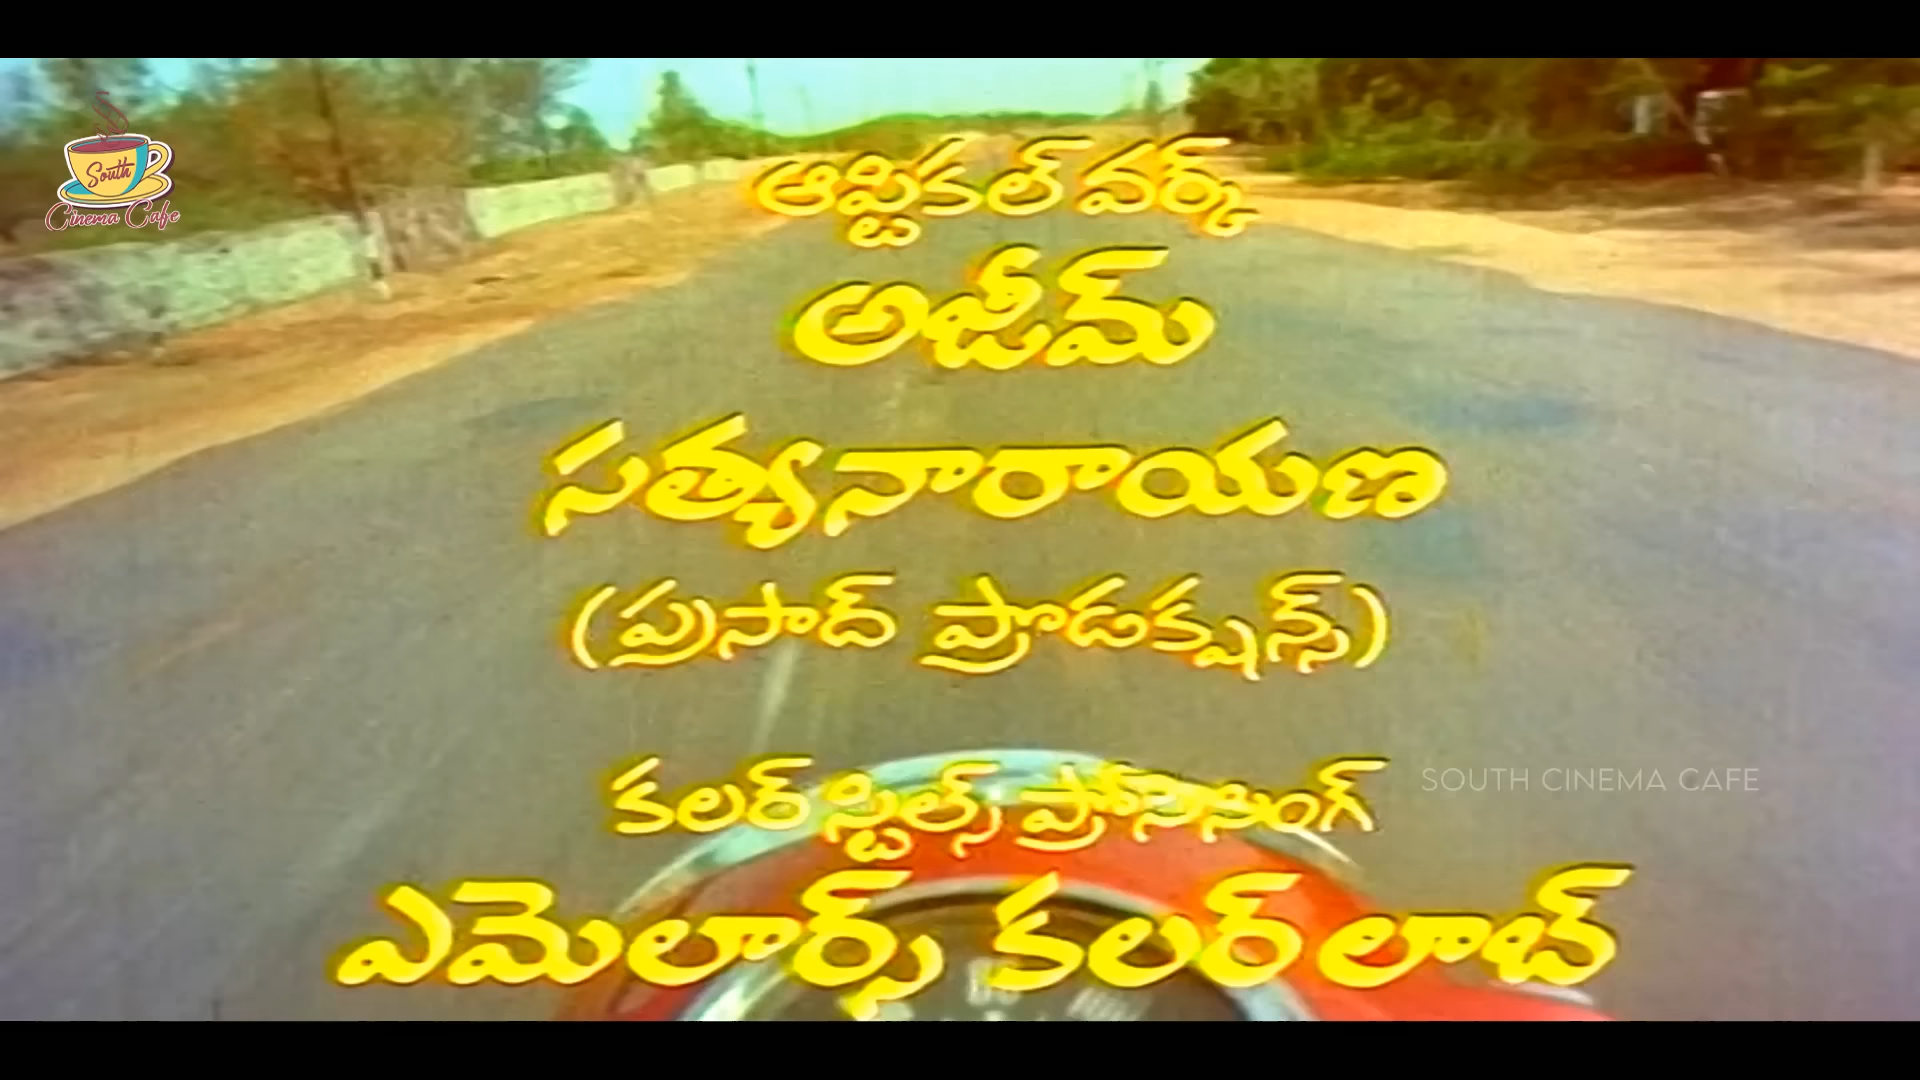 South
Cinema Cafe
ఆప్టికల్ వర్క్
అజీమ్
సత్యనారాయణ
(ప్రసాద్ ప్రొడక్షన్స్)
కలర్ స్టిల్స్ ప్రోసెసింగ్
SOUTH CINEMA CAFE
ఎమెలార్స్ కలర్ లాబ్